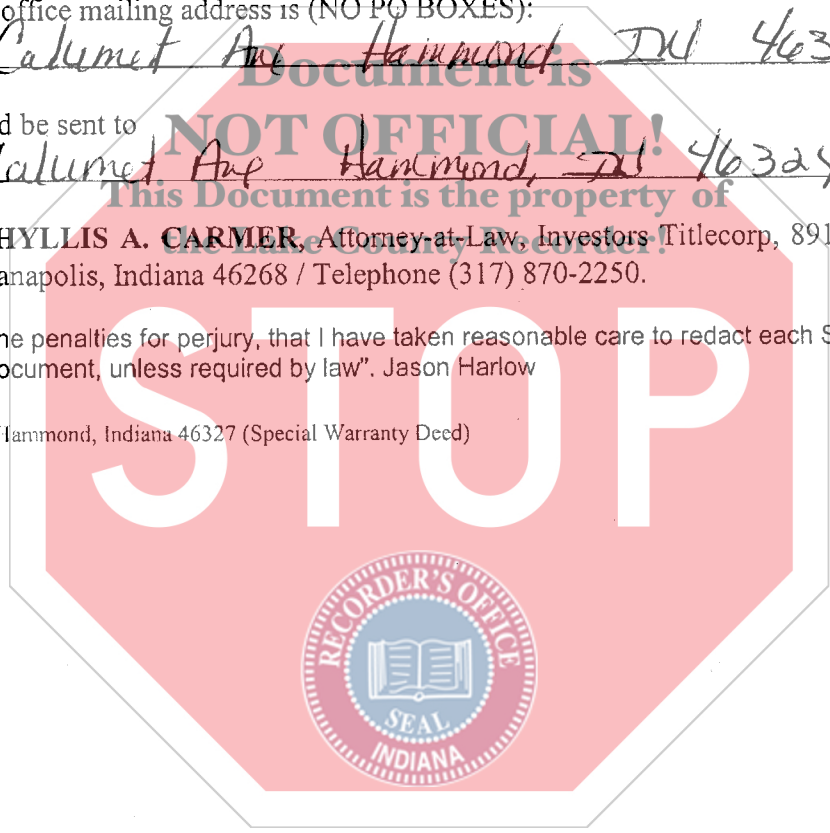 office mailing address is (NO PO BOXES):
Calumet Ave Hammond IN 463
Document is
d be sent to
NOT OFFICIAL!
Calumet Ave Hammond, IN 46324
This Document is the property of
HYLLIS A. CARMER, Attorney-at-Law, Investors Titlecorp, 891
the Lake County Recorder!
anapolis, Indiana 46268 / Telephone (317) 870-2250.
he penalties for perjury, that I have taken reasonable care to redact each S
ocument, unless required by law”. Jason Harlow
Hammond, Indiana 46327 (Special Warranty Deed)
STOP
RECORDER'S OFFICE
SEAL
INDIANA